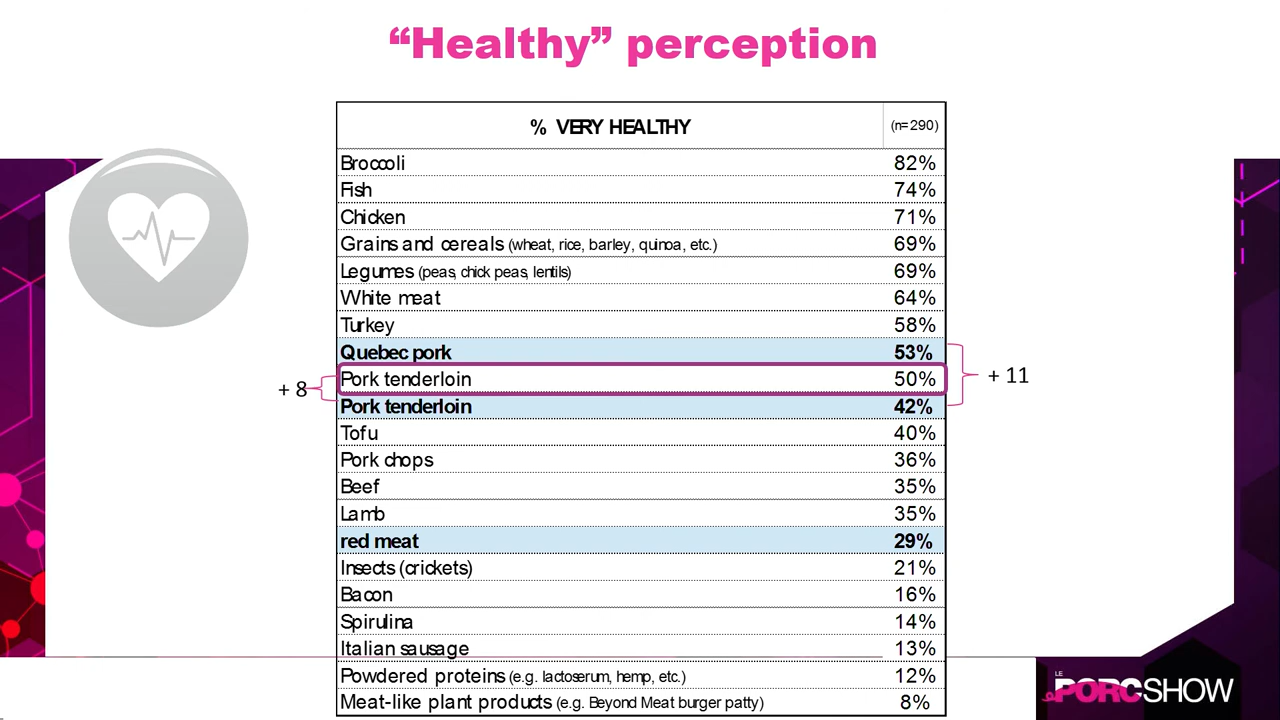 “Healthy” perception
% VERY HEALTHY (n=290)
Broccoli 82%
Fish 74%
Chicken 71%
Grains and cereals (wheat, rice, barley, quinoa, etc.) 69%
Legumes (peas, chick peas, lentils) 69%
White meat 64%
Turkey 58%
Quebec pork 53%
Pork tenderloin 50%
Pork tenderloin 42%
+ 8
+ 11
Tofu 40%
Pork chops 36%
Beef 35%
Lamb 35%
red meat 29%
Insects (crickets) 21%
Bacon 16%
Spirulina 14%
Italian sausage 13%
Powdered proteins (e.g. lactoserum, hemp, etc.) 12%
Meat-like plant products (e.g. Beyond Meat burger patty) 8%
LE
PORCSHOW